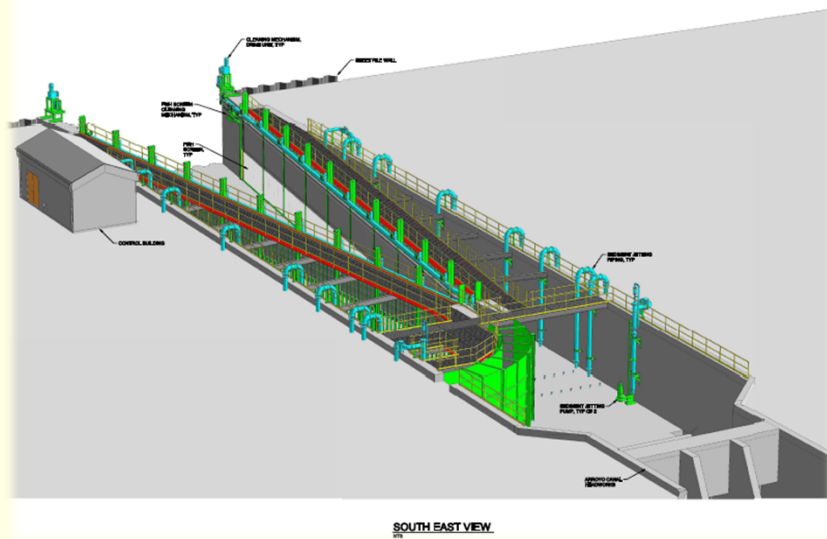 CLEANING MECHANISM
DRIVE UNIT, TYP
SHEET PILE WALL
FISH SCREEN
CLEANING
MECHANISM, TYP
FISH
SCREEN,
TYP
CONTROL BUILDING
SEDIMENT JETTING
PIPING, TYP
SEDIMENT JETTING
PUMP, TYP OF 2
ARROYO CANAL
HEADWORKS
SOUTH EAST VIEW
NTS